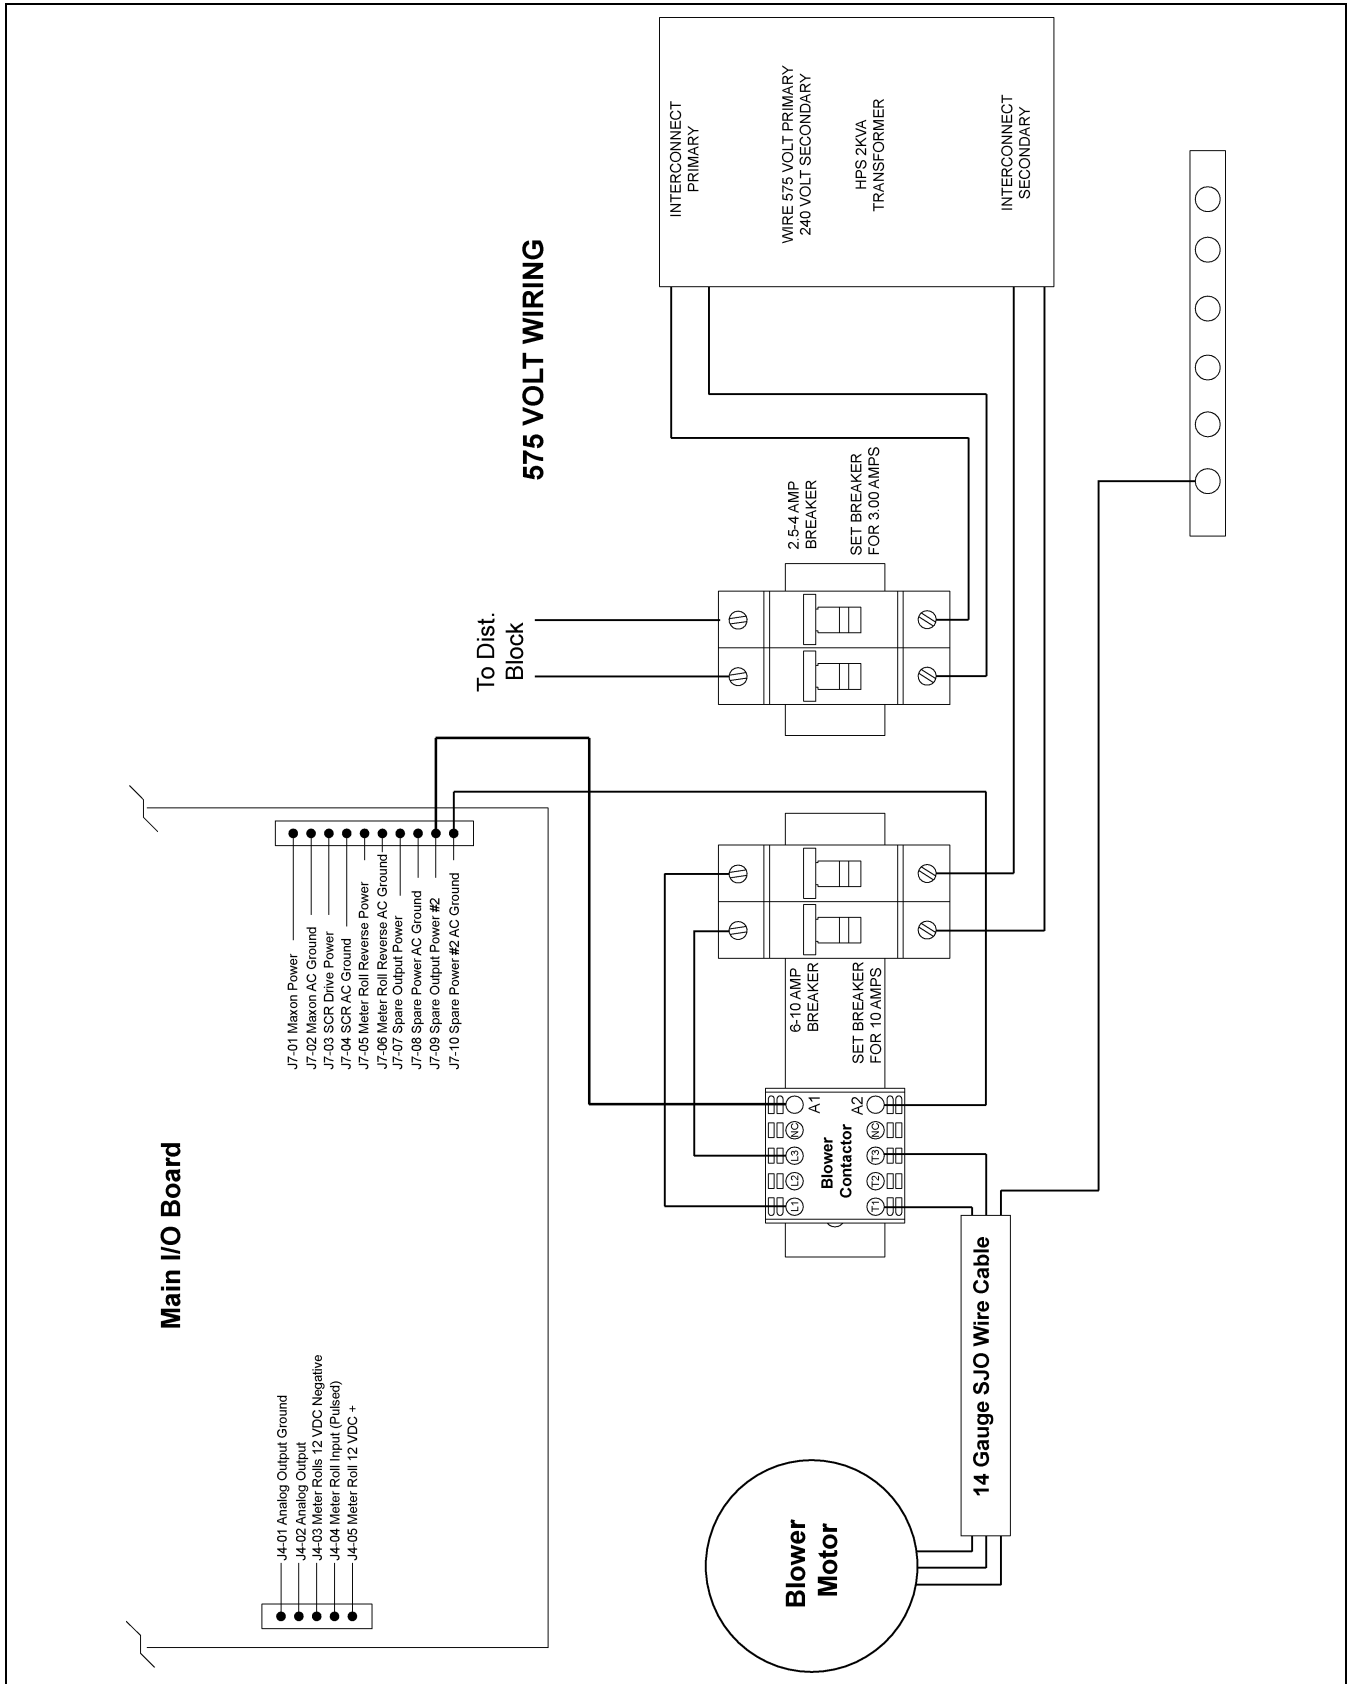 Main I/O Board
J4-01 Analog Output Ground
J4-02 Analog Output
J4-03 Meter Rolls 12 VDC Negative
J4-04 Meter Roll Input (Pulsed)
J4-05 Meter Roll 12 VDC +
J7-01 Maxon Power
J7-02 Maxon AC Ground
J7-03 SCR Drive Power
J7-04 SCR AC Ground
J7-05 Meter Roll Reverse Power
J7-06 Meter Roll Reverse AC Ground
J7-07 Spare Output Power
J7-08 Spare Power AC Ground
J7-09 Spare Output Power #2
J7-10 Spare Power #2 AC Ground
To Dist.
Block
575 VOLT WIRING
INTERCONNECT
PRIMARY
WIRE 575 VOLT PRIMARY
240 VOLT SECONDARY
HPS 2KVA
TRANSFORMER
INTERCONNECT
SECONDARY
2.5-4 AMP
BREAKER
SET BREAKER
FOR 3.00 AMPS
6-10 AMP
BREAKER
SET BREAKER
FOR 10 AMPS
L1 L2 L3 NC A1
Blower
Contactor
T1 T2 T3 NC A2
Blower
Motor
14 Gauge SJO Wire Cable